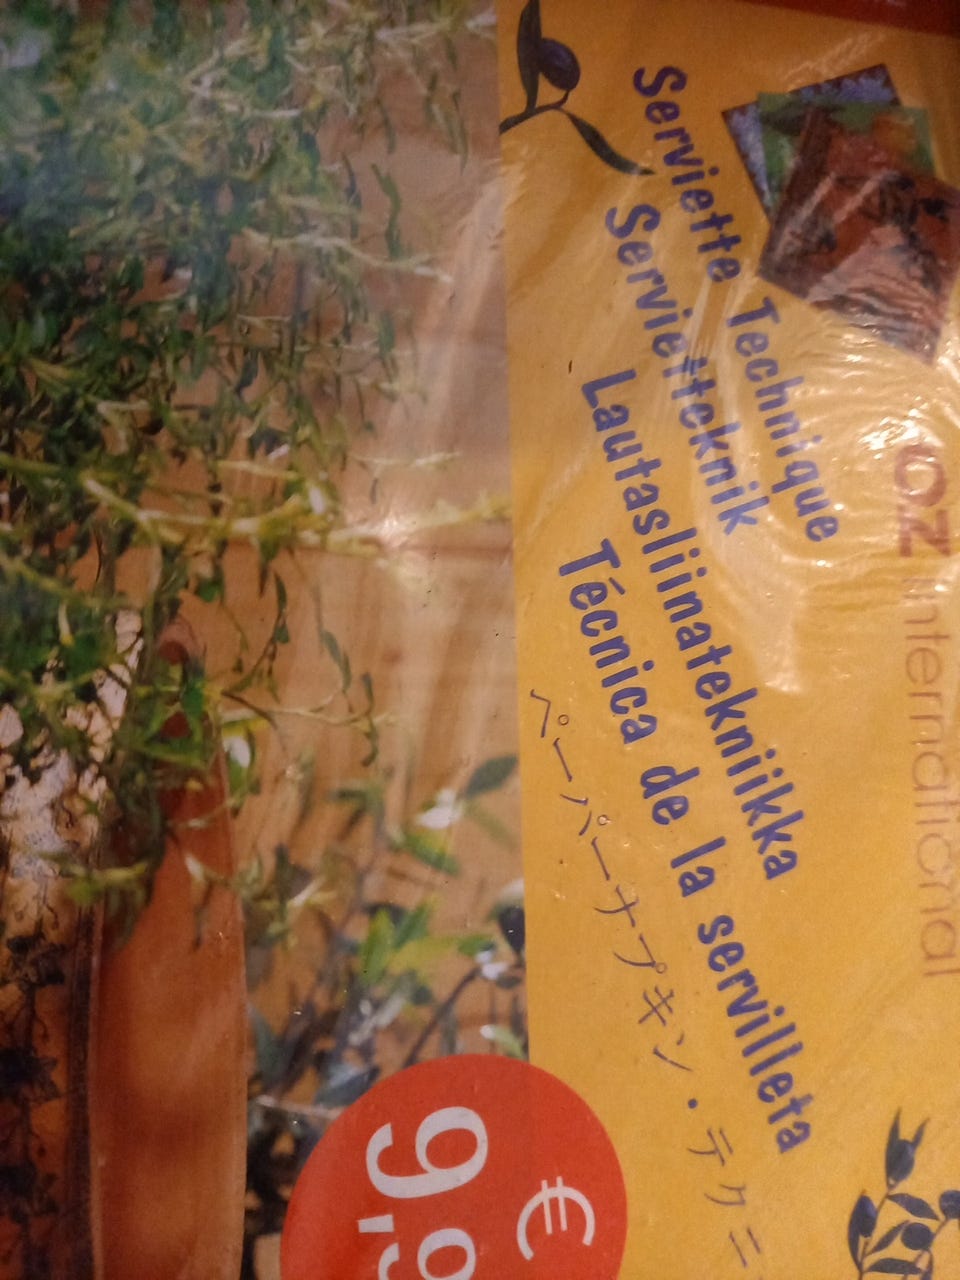 OZ international
Serviette Technique
Servietteknik
Lautasliinatekniikka
Técnica de la servilleta
ペーパーナプキン・テクニ
€
9,9